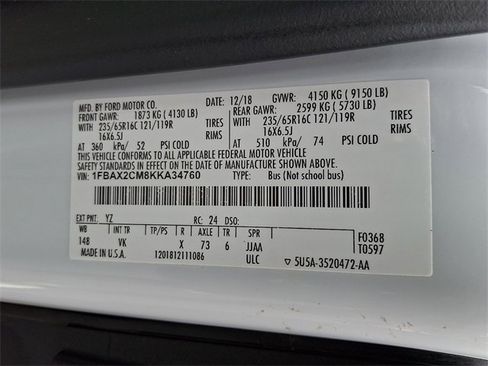 MFD. BY FORD MOTOR CO. DATE: 12/18 GVWR: 4150 KG ( 9150 LB)
FRONT GAWR: 1873 KG ( 4130 LB) REAR GAWR: 2599 KG ( 5730 LB)
WITH 235/65R16C 121/119R TIRES WITH 235/65R16C 121/119R TIRES
16X6.5J RIMS 16X6.5J RIMS
AT 360 kPa/ 52 PSI COLD AT 510 kPa/ 74 PSI COLD
THIS VEHICLE CONFORMS TO ALL APPLICABLE FEDERAL MOTOR VEHICLE
SAFETY STANDARDS IN EFFECT ON THE DATE OF MANUFACTURE SHOWN ABOVE.
VIN: 1FBAX2CM8KKA34760 TYPE: Bus (Not School bus)
EXT PNT: YZ RC: 24 DSO:
WB INT TR TP/PS R AXLE TR SPR F0368
148 VK X 73 6 JJAA T0597
MADE IN U.S.A. 1201812111086 ULC ▽ 5U5A-3520472-AA